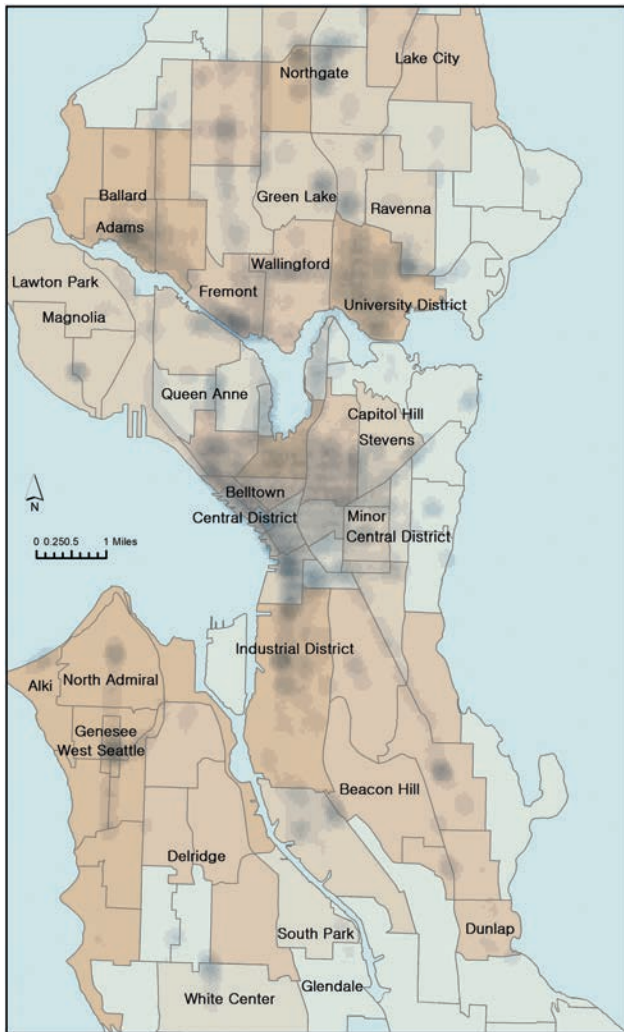 Lake City
Northgate
Ballard
Green Lake
Ravenna
Adams
Wallingford
Lawton Park
Fremont
University District
Magnolia
Queen Anne
Capitol Hill
Stevens
Belltown
Central District
Minor
Central District
N
0 0.250.5 1 Miles
Industrial District
Alki
North Admiral
Genesee
West Seattle
Beacon Hill
Delridge
Dunlap
South Park
Glendale
White Center